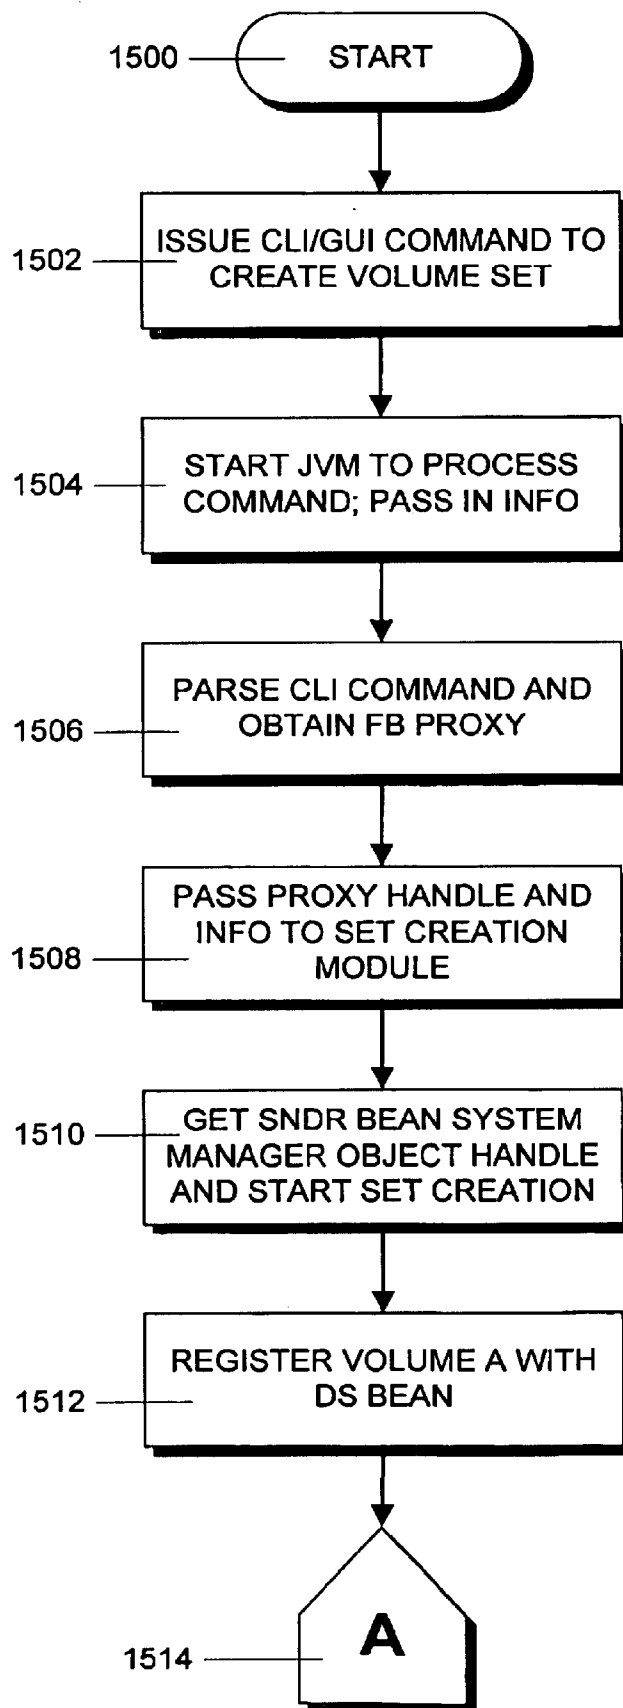 1500
START
1502
ISSUE CLI/GUI COMMAND TO
CREATE VOLUME SET
1504
START JVM TO PROCESS
COMMAND; PASS IN INFO
1506
PARSE CLI COMMAND AND
OBTAIN FB PROXY
1508
PASS PROXY HANDLE AND
INFO TO SET CREATION
MODULE
1510
GET SNDR BEAN SYSTEM
MANAGER OBJECT HANDLE
AND START SET CREATION
1512
REGISTER VOLUME A WITH
DS BEAN
1514
A